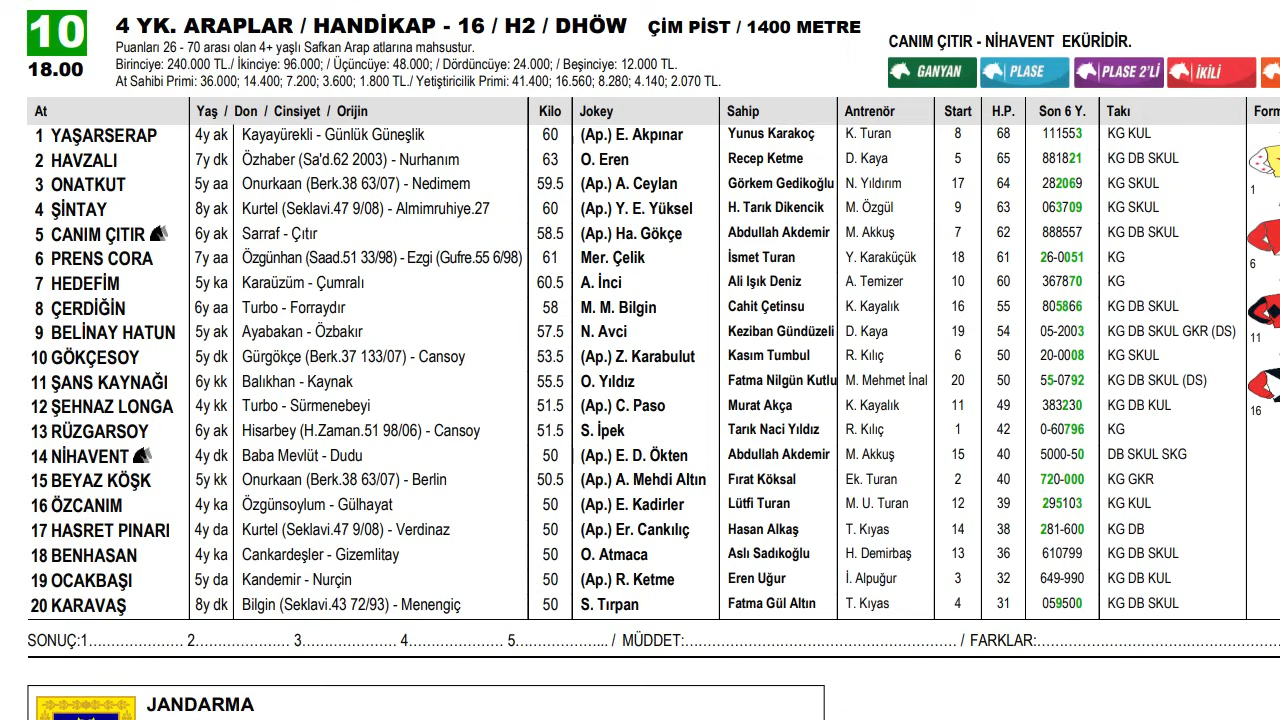 10 4 YK. ARAPLAR / HANDİKAP - 16 / H2 / DHÖW ÇİM PİST / 1400 METRE
18.00
Puanları 26 - 70 arası olan 4+ yaşlı Safkan Arap atlarına mahsustur.
Birinciye: 240.000 TL./ İkinciye: 96.000; / Üçüncüye: 48.000; / Dördüncüye: 24.000; / Beşinciye: 12.000 TL.
At Sahibi Primi: 36.000; 14.400; 7.200; 3.270; 1.800 TL./ Yetiştiricilik Primi: 41.400; 16.560; 8.280; 4.140; 2.070 TL.
CANIM ÇITIR - NİHAVENT EKÜRİDİR.
GANYAN PLASE PLASE 2'Lİ İKİLİ
At Yaş / Don / Cinsiyet / Orijin Kilo Jokey Sahip Antrenör Start H.P. Son 6 Y. Takı Form
1 YAŞARSERAP 4y ak Kayayürekli - Günlük Güneşlik 60 (Ap.) E. Akpınar Yunus Karakoç K. Turan 8 68 111553 KG KUL
2 HAVZALI 7y dk Özhaber (Sa'd.62 2003) - Nurhanım 63 O. Eren Recep Ketme D. Kaya 5 65 881821 KG DB SKUL
3 ONATKUT 5y aa Onurkaan (Berk.38 63/07) - Nedimem 59.5 (Ap.) A. Ceylan Görkem Gedikoğlu N. Yıldırım 17 64 282069 KG SKUL
4 ŞİNTAY 8y ak Kurtel (Seklavi.47 9/08) - Almimruhiye.27 60 (Ap.) Y. E. Yüksel H. Tarık Dikencik M. Özgül 9 63 063709 KG SKUL
5 CANIM ÇITIR 6y ak Sarraf - Çıtır 58.5 (Ap.) Ha. Gökçe Abdullah Akdemir M. Akkuş 7 62 888557 KG DB SKUL
6 PRENS CORA 7y aa Özgünhan (Saad.51 33/98) - Ezgi (Gufre.55 6/98) 61 Mer. Çelik İsmet Turan Y. Karaküçük 18 61 26-0051 KG
7 HEDEFİM 5y ka Karaüzüm - Çumralı 60.5 A. İnci Ali Işık Deniz A. Temizer 10 60 367870 KG
8 ÇERDİĞİN 6y aa Turbo - Forraydır 58 M. M. Bilgin Cahit Çetinsu K. Kayalık 16 55 805866 KG DB SKUL
9 BELİNAY HATUN 5y ak Ayabakan - Özbakır 57.5 N. Avci Keziban Gündüzeli D. Kaya 19 54 05-2003 KG DB SKUL GKR (DS)
10 GÖKÇESOY 5y dk Gürgökçe (Berk.37 133/07) - Cansoy 53.5 (Ap.) Z. Karabulut Kasım Tumbul R. Kılıç 6 50 20-0008 KG SKUL
11 ŞANS KAYNAĞI 6y kk Balıkhan - Kaynak 55.5 O. Yıldız Fatma Nilgün Kutlu M. Mehmet İnal 20 50 55-0792 KG DB SKUL (DS)
12 ŞEHNAZ LONGA 4y kk Turbo - Sürmenebeyi 51.5 (Ap.) C. Paso Murat Akça K. Kayalık 11 49 383230 KG DB KUL
13 RÜZGARSOY 6y ak Hisarbey (H.Zaman.51 98/06) - Cansoy 51.5 S. İpek Tarık Naci Yıldız R. Kılıç 1 42 0-60796 KG
14 NİHAVENT 4y dk Baba Mevlüt - Dudu 50 (Ap.) E. D. Ökten Abdullah Akdemir M. Akkuş 15 40 5000-50 DB SKUL SKG
15 BEYAZ KÖŞK 5y kk Onurkaan (Berk.38 63/07) - Berlin 50.5 (Ap.) A. Mehdi Altın Fırat Köksal Ek. Turan 2 40 720-000 KG GKR
16 ÖZCANIM 4y ka Özgünsoylum - Gülhayat 50 (Ap.) E. Kadirler Lütfi Turan M. U. Turan 12 39 295103 KG KUL
17 HASRET PINARI 4y da Kurtel (Seklavi.47 9/08) - Verdinaz 50 (Ap.) Er. Cankılıç Hasan Alkaş T. Kıyas 14 38 281-600 KG DB
18 BENHASAN 4y ka Cankardeşler - Gizemlitay 50 O. Atmaca Aslı Sadıkoğlu H. Demirbaş 13 36 610799 KG DB SKUL
19 OCAKBAŞI 5y da Kandemir - Nurçin 50 (Ap.) R. Ketme Eren Uğur İ. Alpuğur 3 32 649-990 KG DB KUL
20 KARAVAŞ 8y dk Bilgin (Seklavi.43 72/93) - Menengiç 50 S. Tırpan Fatma Gül Altın T. Kıyas 4 31 059500 KG DB SKUL
1
6
11
16
SONUÇ:1..................... 2..................... 3..................... 4..................... 5..................... / MÜDDET:............................................................. / FARKLAR:.......................................................
JANDARMA